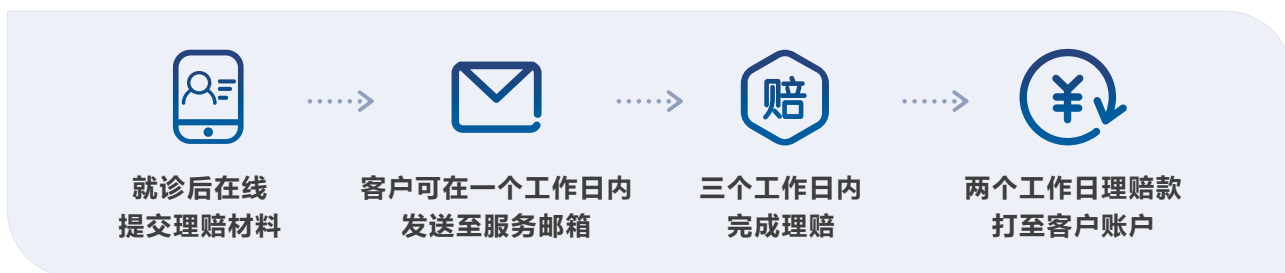 赔
¥
就诊后在线
提交理赔材料
客户可在一个工作日内
发送至服务邮箱
三个工作日内
完成理赔
两个工作日理赔款
打至客户账户